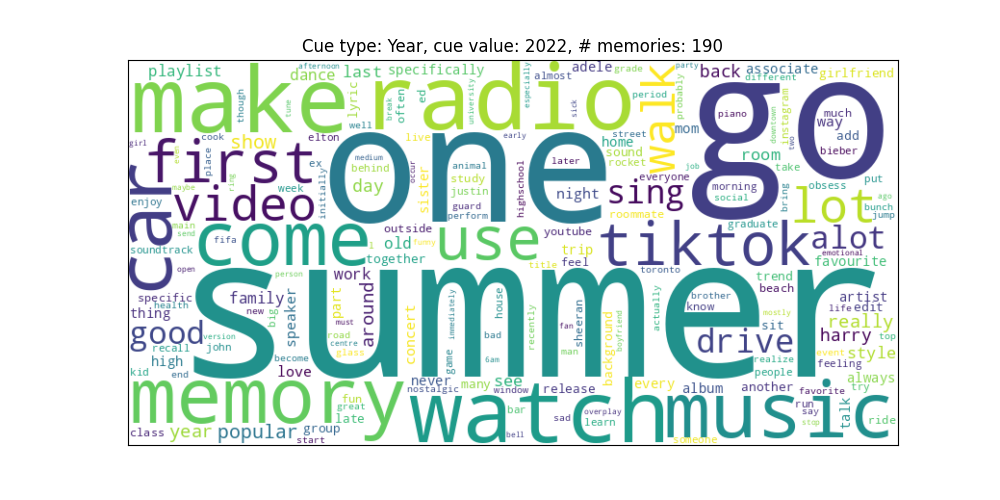 Cue type: Year, cue value: 2022, # memories: 190
playlist dance last specifically adele back associate girlfriend
afternoon lyric often ed university especially almost grade period probably party different
make radio walk go
though tune break well sick mom piano instagram downtown two much way add bieber
girl cook show elton live early street home sound rocket room take
first one
place even ring ex initially medium behind day occur sister animal study justin guard perform highschool later night everyone sing morning social job bring obsess put
car video lot
enjoy maybe week roommate graduate bunch ago jump
main send fifa outside old together funny youtube title trip feel toronto emotional
soundtrack come use tiktok alot
open person favourite
summer
specific health family new work part around speaker big concert immediately house recently sheeran background boyfriend actually trend beach brother know artist life edit
thing must road game bad fan man mostly really
good version centre glass 6am drive sit harry top
recall john realize event style
high become love people feeling
kid end never nostalgic many see window release every album another favorite always try
memory fun great late bar learn sad overplay run say talk ride
watch music
class year popular group start bell someone stop